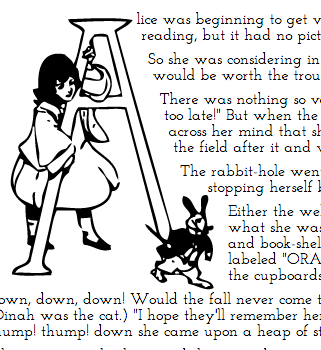 Alice was beginning to get v
reading, but it had no pict
So she was considering in
would be worth the trou
There was nothing so ve
too late!" But when the
across her mind that sh
the field after it and
The rabbit-hole went
stopping herself b
Either the we
what she was
and book-shel
labeled "ORA
the cupboards
own, down, down! Would the fall never come t
Dinah was the cat.) "I hope they'll remember her
hump! thump! down she came upon a heap of st